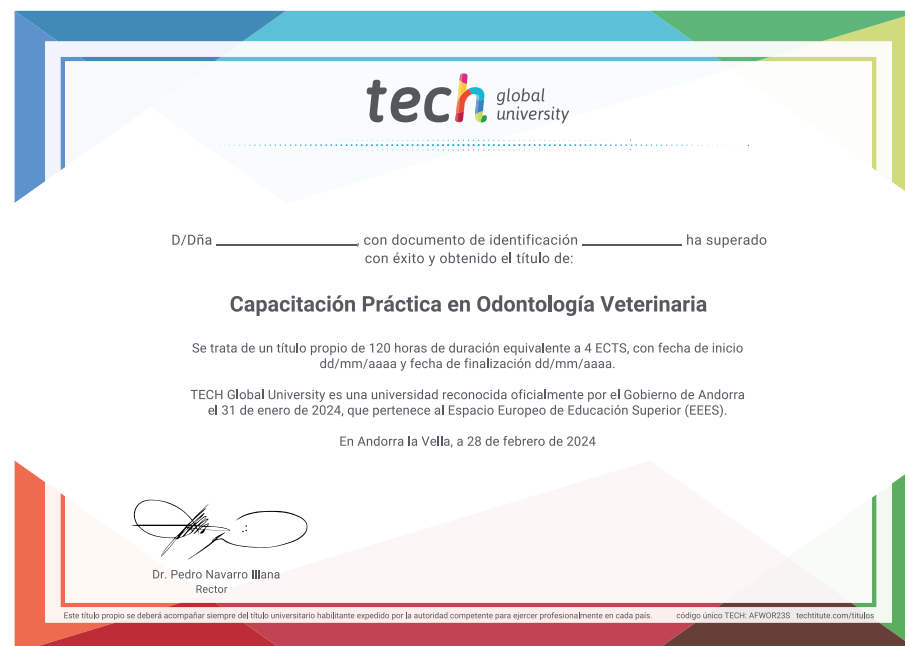 tech global university
D/Dña ____________________, con documento de identificación ______________ ha superado
con éxito y obtenido el título de:
Capacitación Práctica en Odontología Veterinaria
Se trata de un título propio de 120 horas de duración equivalente a 4 ECTS, con fecha de inicio
dd/mm/aaaa y fecha de finalización dd/mm/aaaa.
TECH Global University es una universidad reconocida oficialmente por el Gobierno de Andorra
el 31 de enero de 2024, que pertenece al Espacio Europeo de Educación Superior (EEES).
En Andorra la Vella, a 28 de febrero de 2024
Dr. Pedro Navarro Illana
Rector
Este título propio se deberá acompañar siempre del título universitario habilitante expedido por la autoridad competente para ejercer profesionalmente en cada país. código único TECH: AFWOR23S techtitute.com/titulos